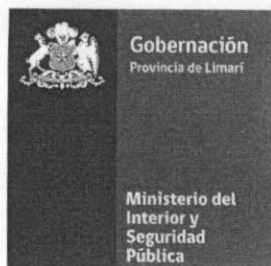 Gobernación
Provincia de Limarí
Ministerio del
Interior y
Seguridad
Pública